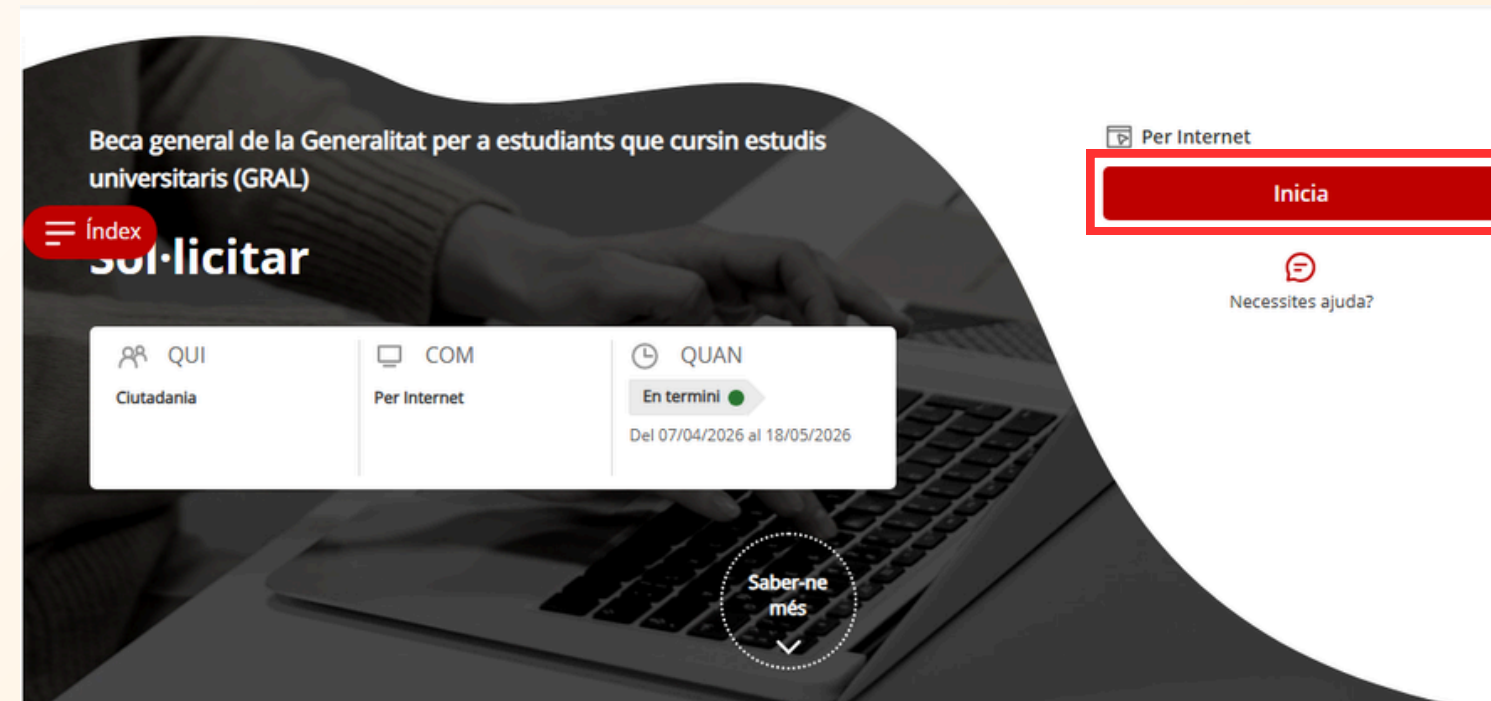 Beca general de la Generalitat per a estudiants que cursin estudis
universitaris (GRAL)
Índex
Sol·licitar
QUI
Ciutadania
COM
Per Internet
QUAN
En termini
Del 07/04/2026 al 18/05/2026
Saber-ne
més
Per Internet
Inicia
Necessites ajuda?